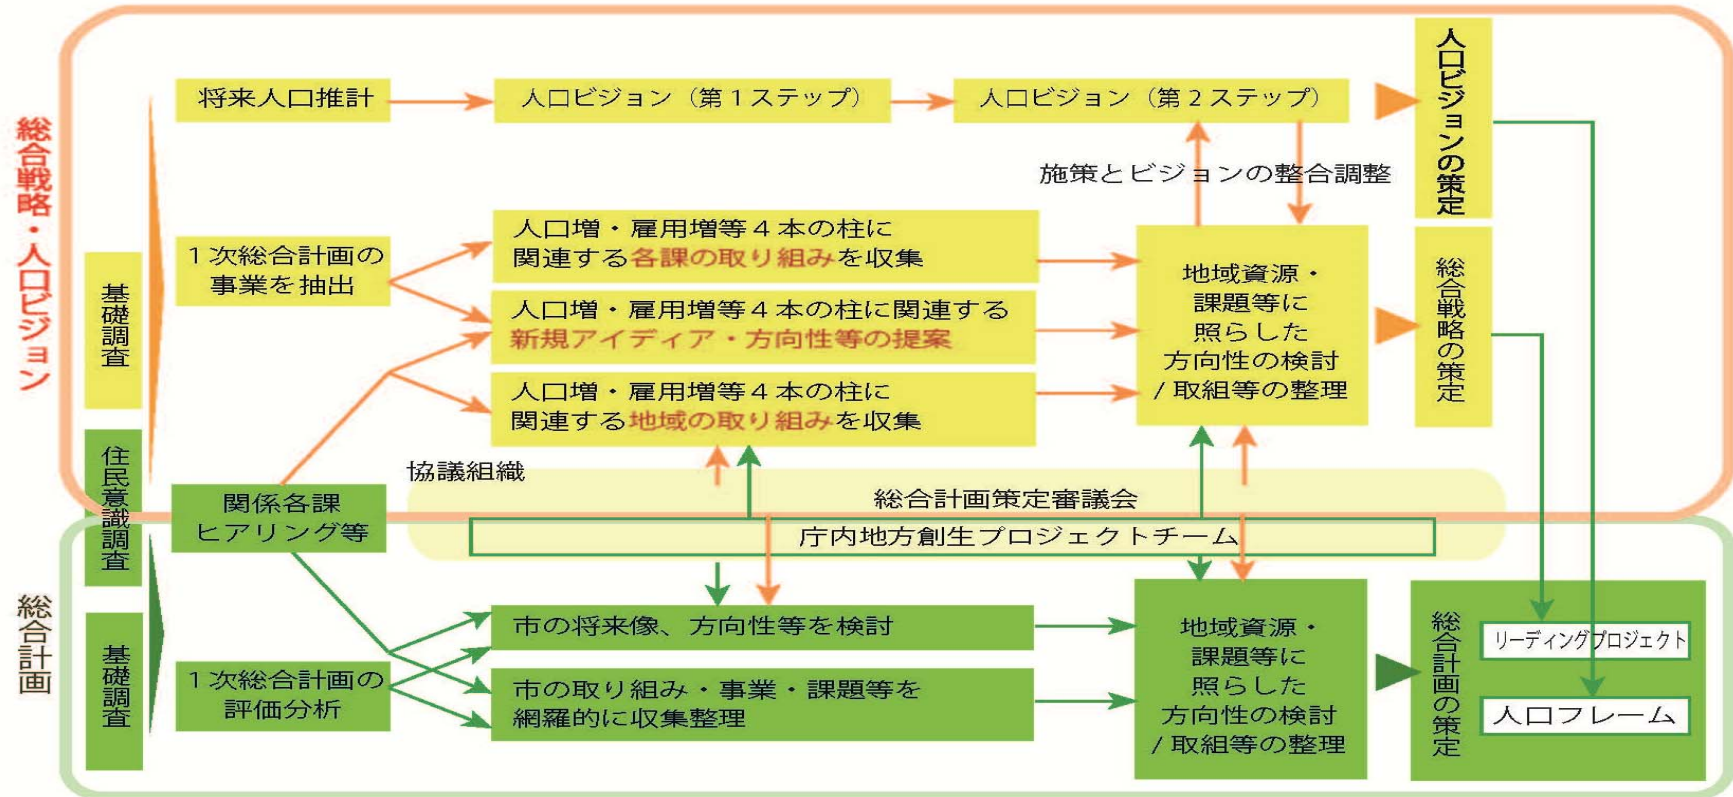 総合戦略・人口ビジョン
基礎調査
住民意識調査
将来人口推計
人口ビジョン（第１ステップ）
人口ビジョン（第２ステップ）
人口ビジョンの策定
施策とビジョンの整合調整
１次総合計画の
事業を抽出
人口増・雇用増等４本の柱に
関連する各課の取り組みを収集
人口増・雇用増等４本の柱に関連する
新規アイディア・方向性等の提案
人口増・雇用増等４本の柱に
関連する地域の取り組みを収集
地域資源・
課題等に
照らした
方向性の検討
/取組等の整理
総合戦略の策定
関係各課
ヒアリング等
協議組織
総合計画策定審議会
庁内地方創生プロジェクトチーム
総合計画
基礎調査
１次総合計画の
評価分析
市の将来像、方向性等を検討
市の取り組み・事業・課題等を
網羅的に収集整理
地域資源・
課題等に
照らした
方向性の検討
/取組等の整理
総合計画の策定
リーディングプロジェクト
人口フレーム